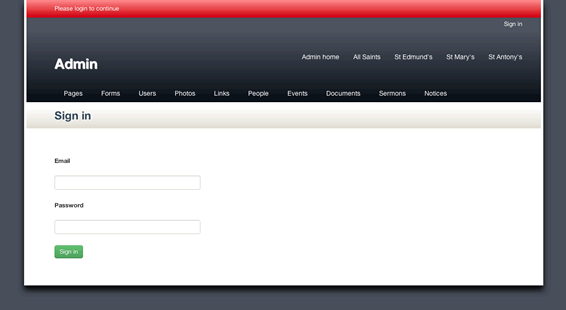 Please login to continue
Sign in
Admin home All Saints St Edmund's St Mary's St Antony's
Admin
Pages Forms Users Photos Links People Events Documents Sermons Notices
Sign in
Email
Password
Sign in